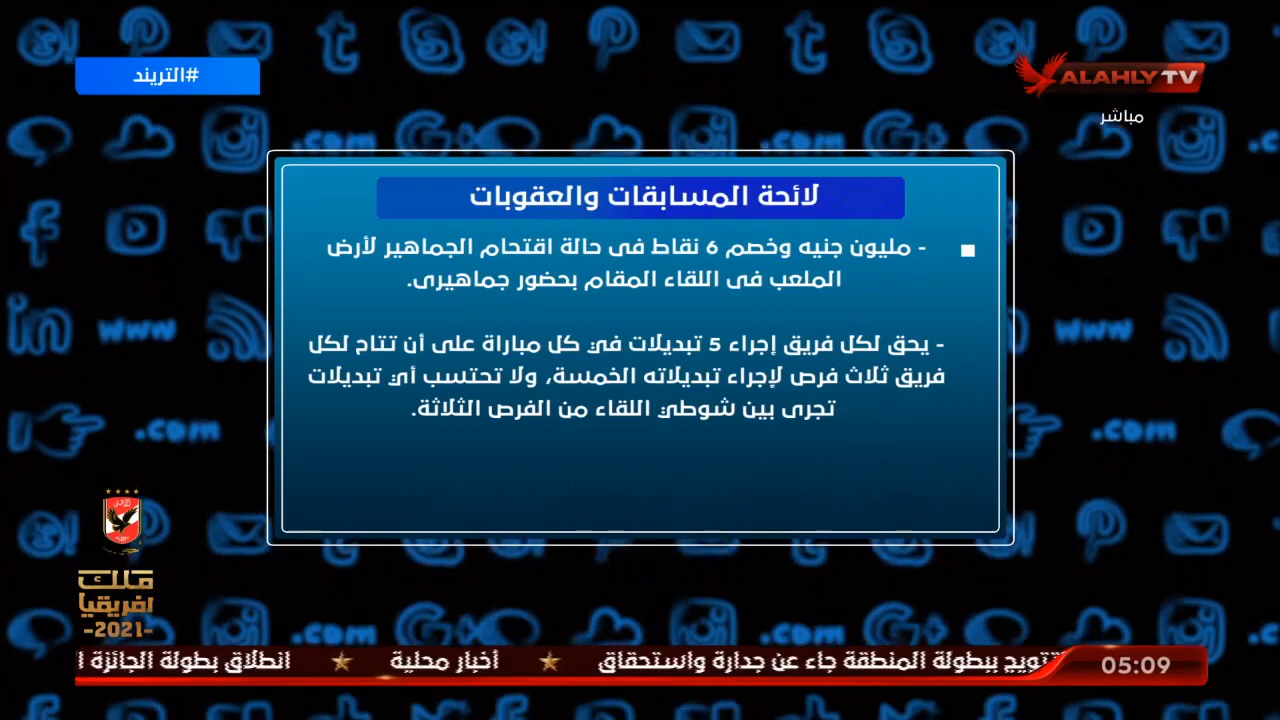 #التريند
ALAHLY TV
مباشر
لائحة المسابقات والعقوبات
- مليون جنيه وخصم 6 نقاط فى حالة اقتحام الجماهير لأرض
الملعب فى اللقاء المقام بحضور جماهيرى.
- يحق لكل فريق إجراء 5 تبديلات في كل مباراة على أن تتاح لكل
فريق ثلاث فرص لإجراء تبديلاته الخمسة، ولا تحتسب أي تبديلات
تجرى بين شوطي اللقاء من الفرص الثلاثة.
ملك
افريقيا
-2021-
ببطولة المنطقة جاء عن جدارة واستحقاق ★ أخبار محلية ★ انطلاق بطولة الجائزة
05:09